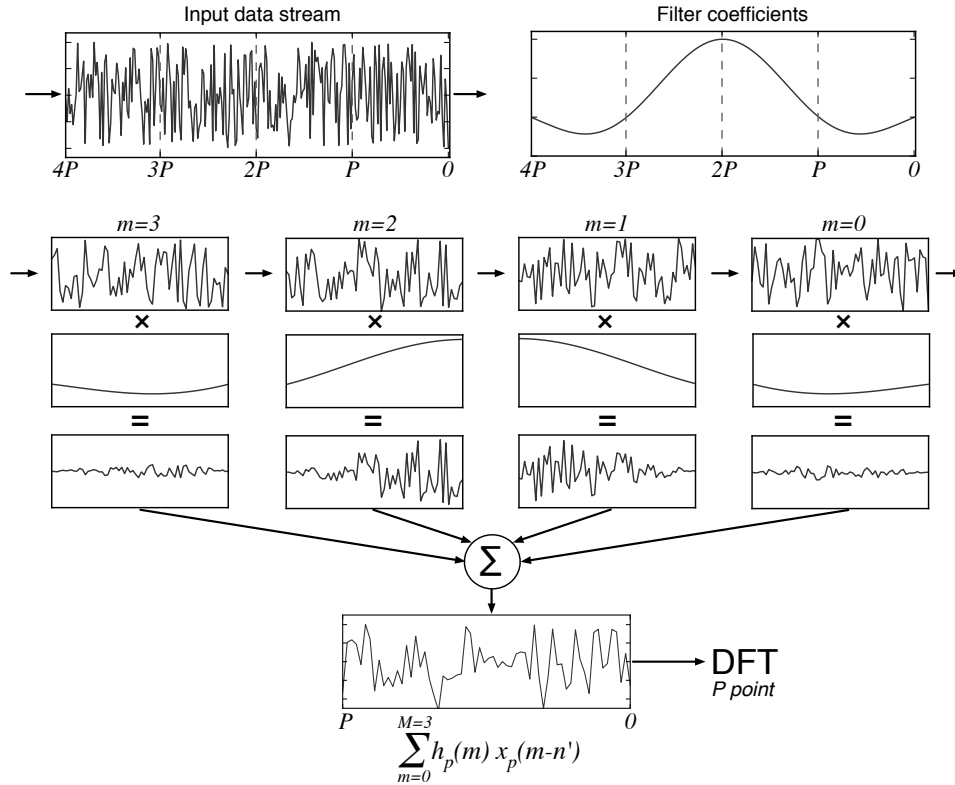 Input data stream
Filter coefficients
4P 3P 2P P 0
4P 3P 2P P 0
m=3 m=2 m=1 m=0
× × × ×
= = = =
Σ
DFT
P point
P 0
M=3
∑ h_p(m) x_p(m-n')
m=0